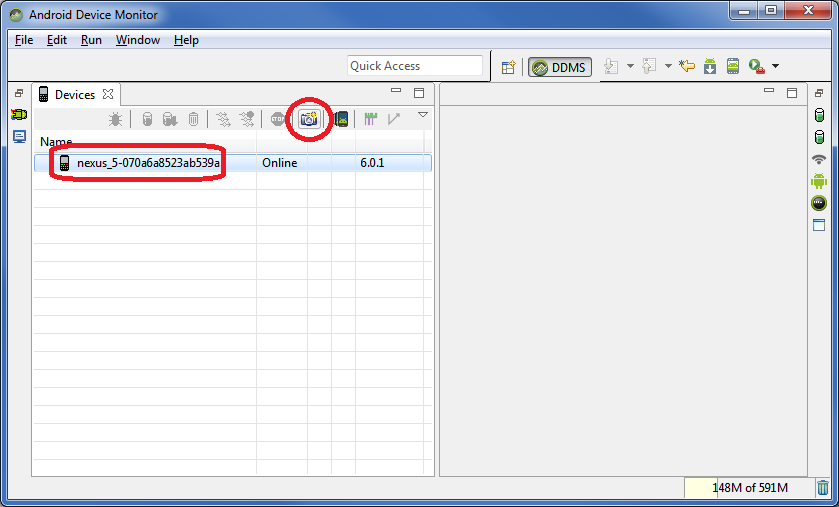 Android Device Monitor
File Edit Run Window Help
Quick Access
DDMS
Devices
STOP
Name
nexus_5-070a6a8523ab539a Online 6.0.1
148M of 591M